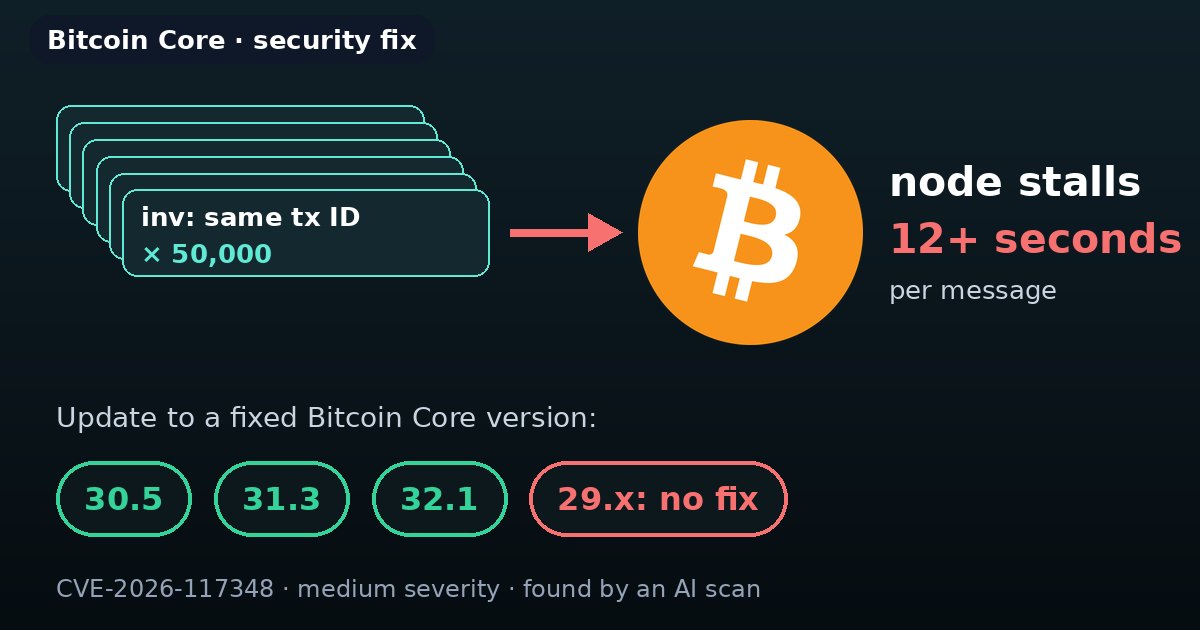 Bitcoin Core · security fix
inv: same tx ID
× 50,000
node stalls
12+ seconds
per message
Update to a fixed Bitcoin Core version:
30.5
31.3
32.1
29.x: no fix
CVE-2026-117348 · medium severity · found by an AI scan